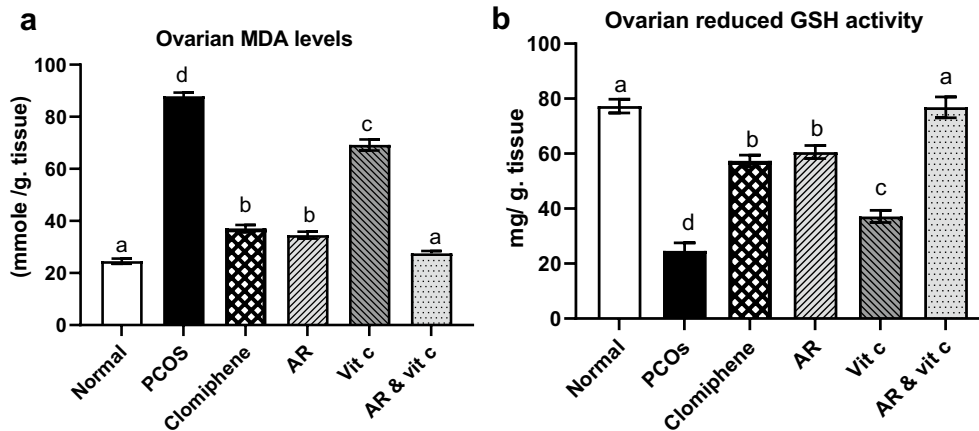 a
Ovarian MDA levels
(mmole /g. tissue)
100
80
60
40
20
0
a
d
b
b
c
a
Normal
PCOS
Clomiphene
AR
Vit c
AR & vit c
b
Ovarian reduced GSH activity
mg/ g. tissue
100
80
60
40
20
0
a
d
b
b
c
a
Normal
PCOs
Clomiphene
AR
Vit c
AR & vit c